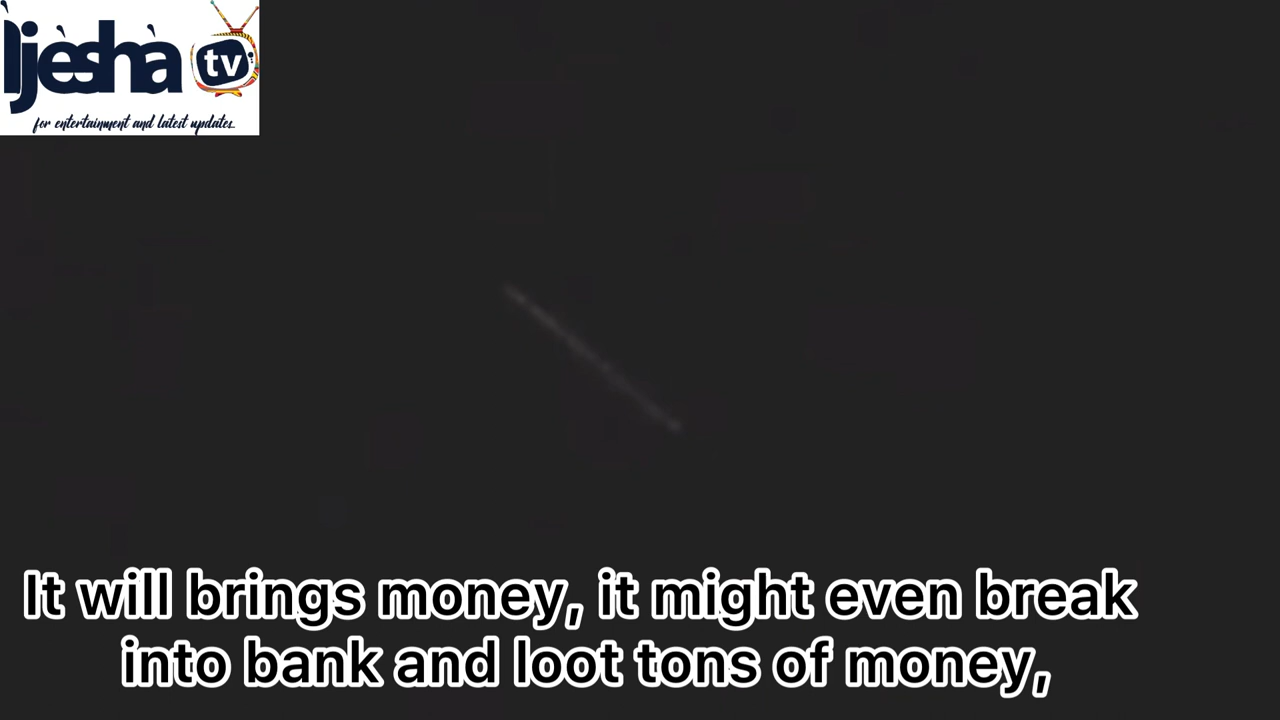 Ijèshà
tv
for entertainment and latest updates...
It will brings money, it might even break
into bank and loot tons of money,